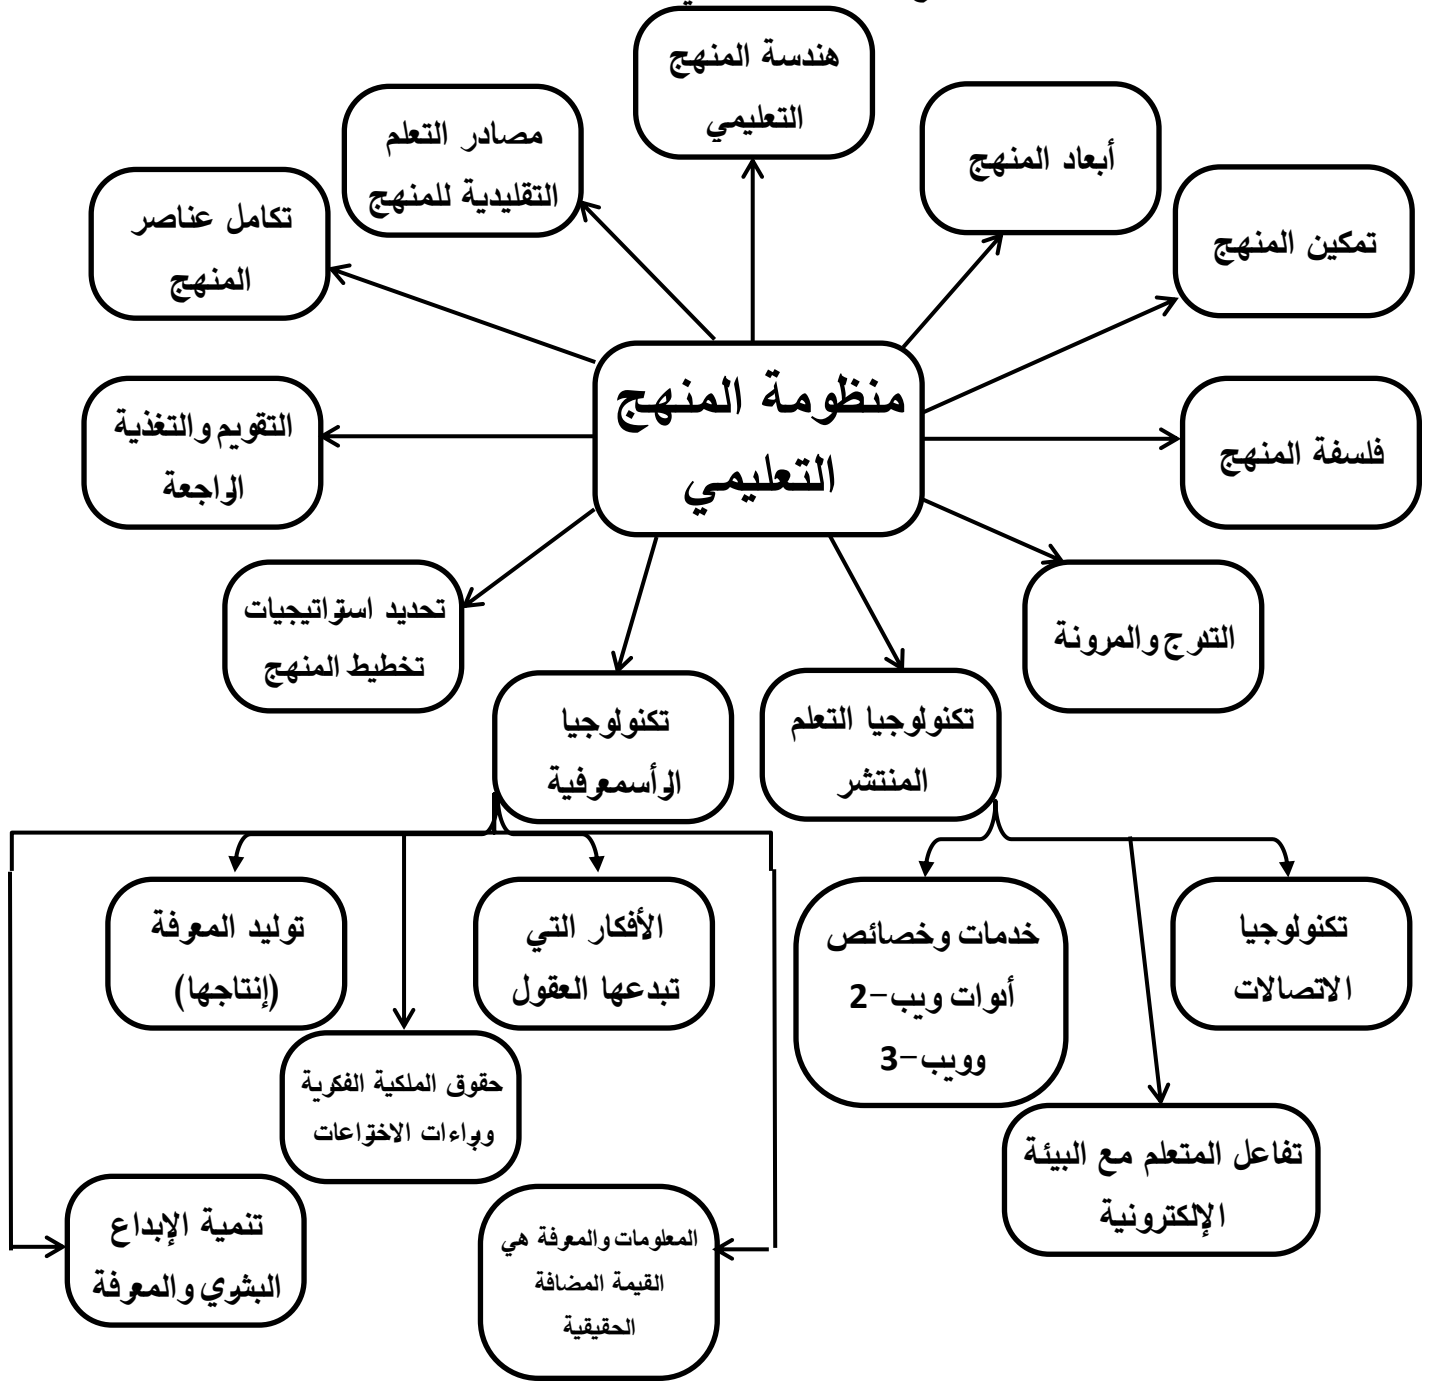 هندسة المنهج
التعليمي
أبعاد المنهج
مصادر التعلم
التقليدية للمنهج
تمكين المنهج
تكامل عناصر
المنهج
منظومة المنهج
التعليمي
فلسفة المنهج
التقويم والتغذية
الراجعة
التدرج والمرونة
تحديد استراتيجيات
تخطيط المنهج
تكنولوجيا التعلم
المنتشر
تكنولوجيا
الرأسمعرفية
تكنولوجيا
الاتصالات
خدمات وخصائص
أدوات ويب-2
وويب-3
الأفكار التي
تبدعها العقول
توليد المعرفة
(إنتاجها)
حقوق الملكية الفكرية
وبراءات الاختراعات
تفاعل المتعلم مع البيئة
الإلكترونية
المعلومات والمعرفة هي
القيمة المضافة
الحقيقية
تنمية الإبداع
البشري والمعرفة